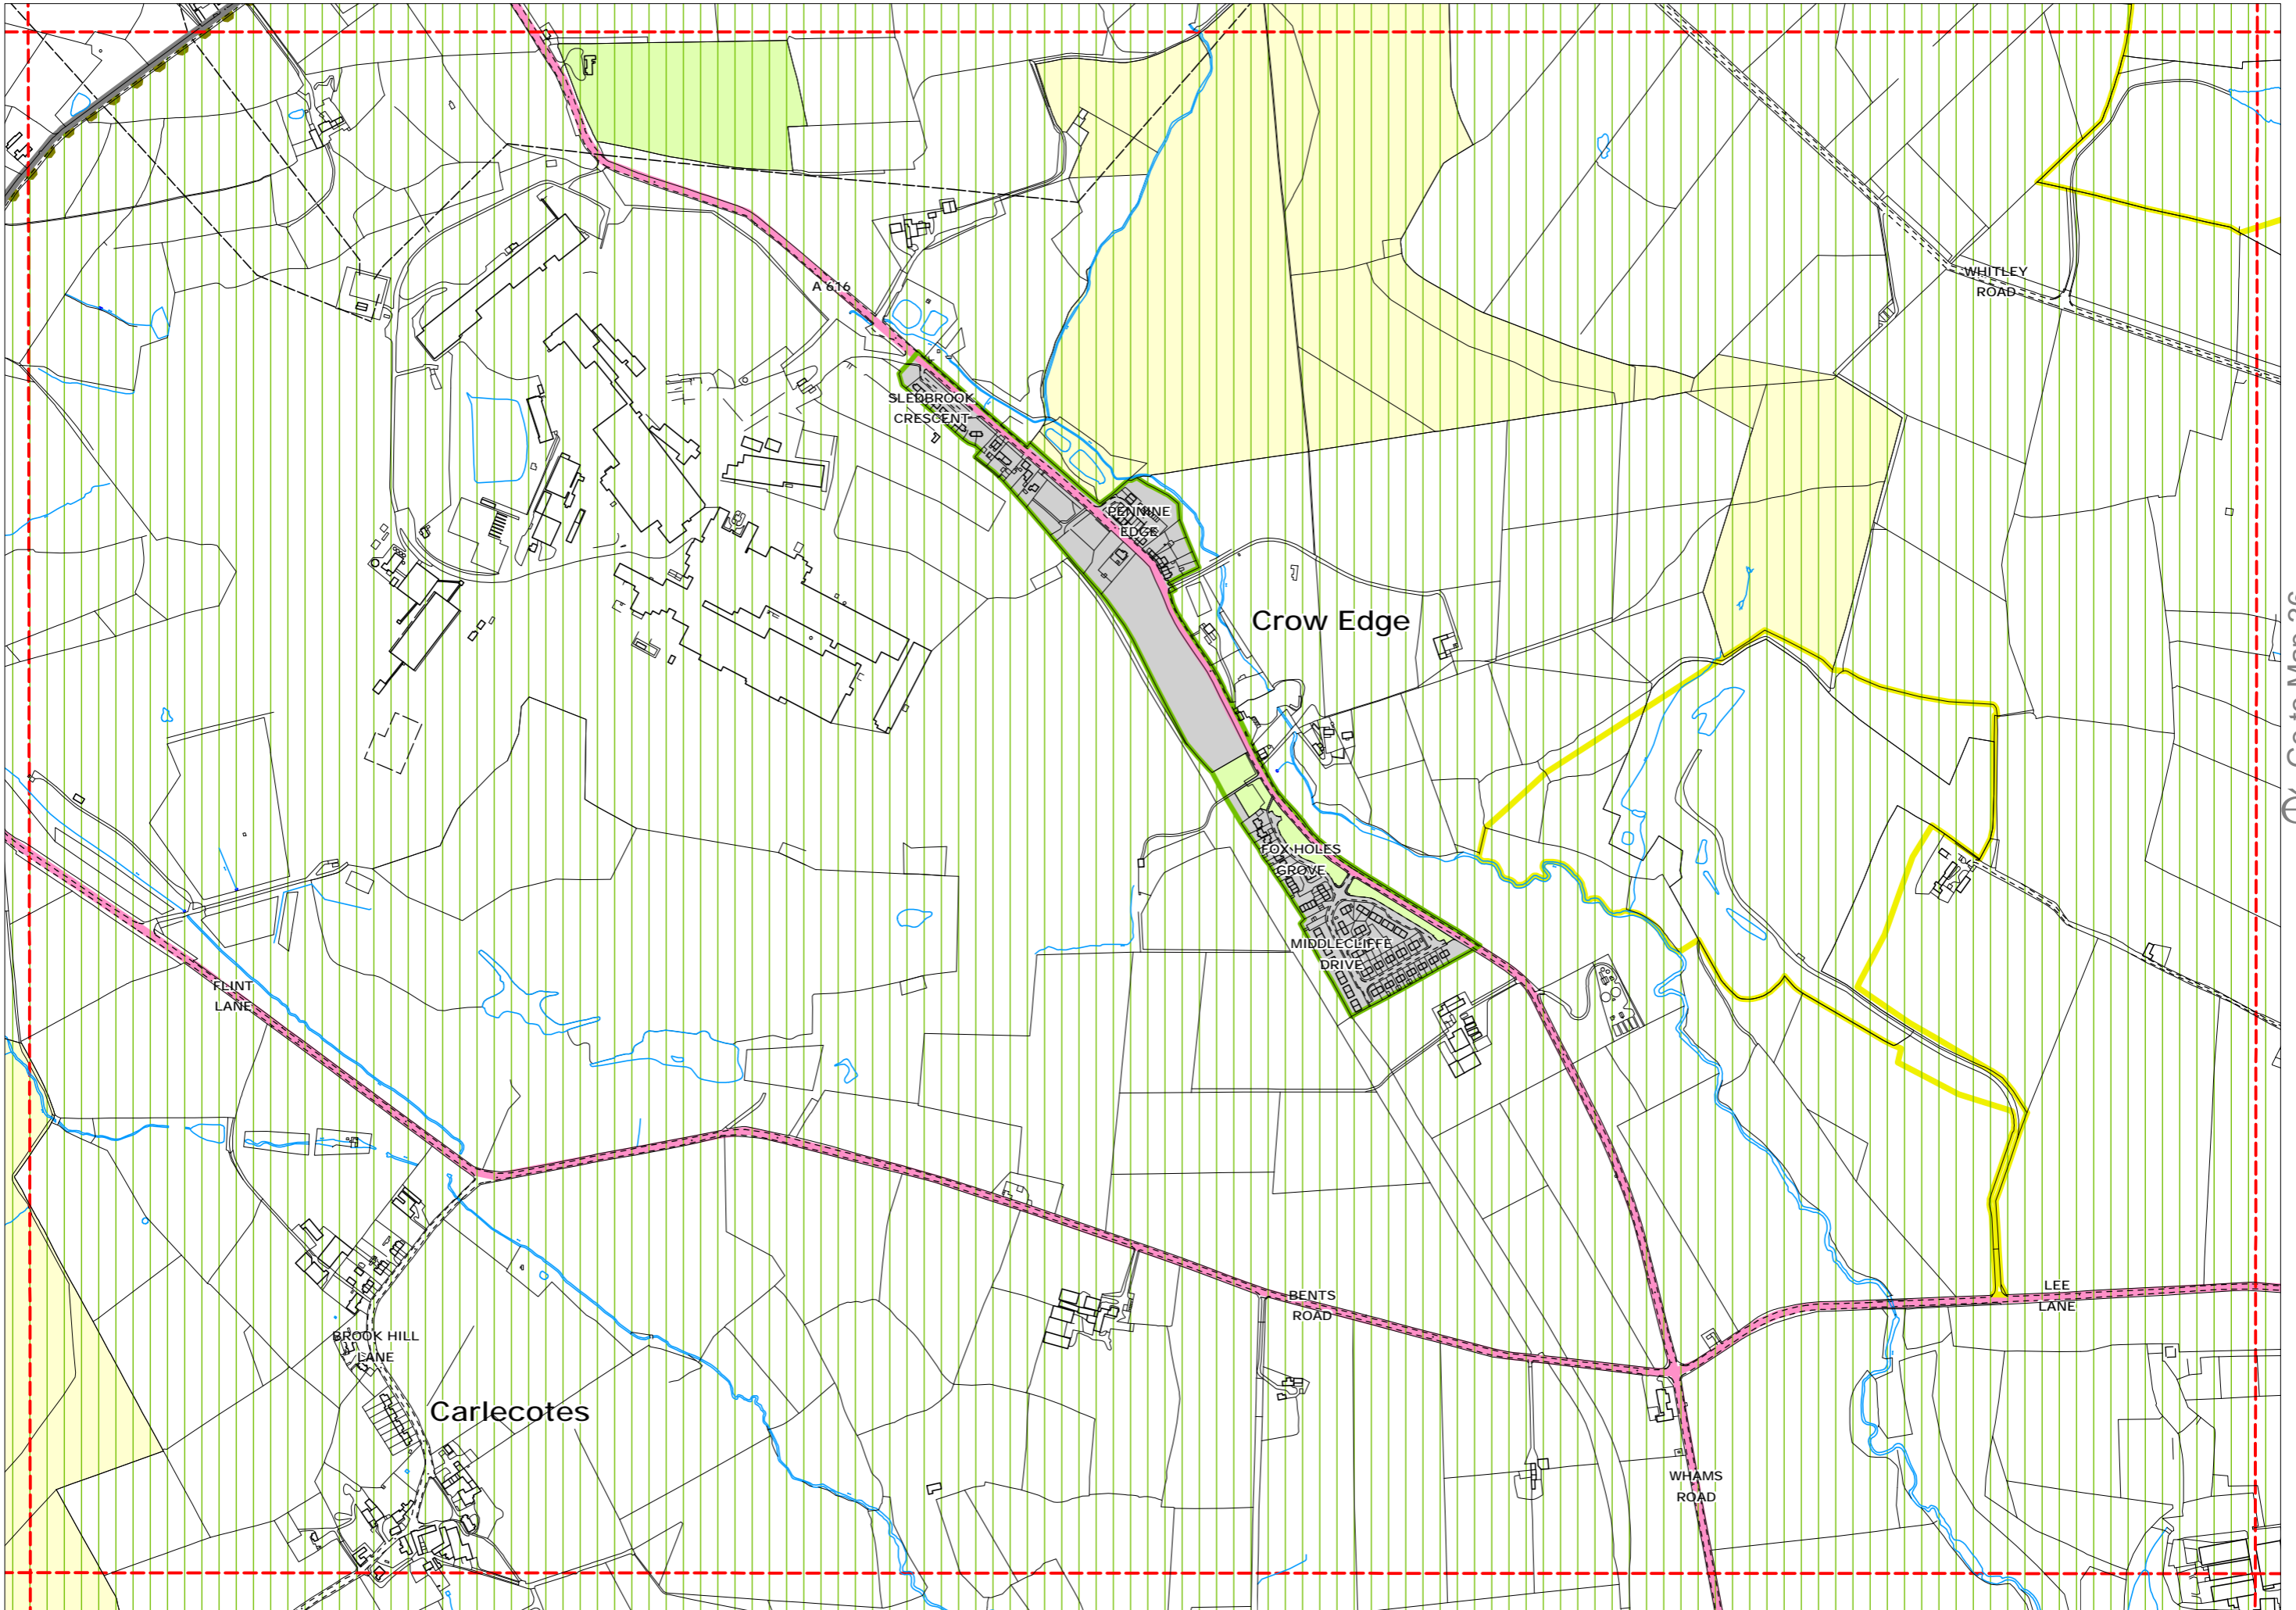 WHITLEY
ROAD
A 616
SLEDBROOK
CRESCENT
PENNINE
EDGE
Crow Edge
FOX HOLES
GROVE
MIDDLECLIFFE
DRIVE
FLINT
LANE
BENTS
ROAD
LEE
LANE
BROOK HILL
LANE
Carlecotes
WHAMS
ROAD